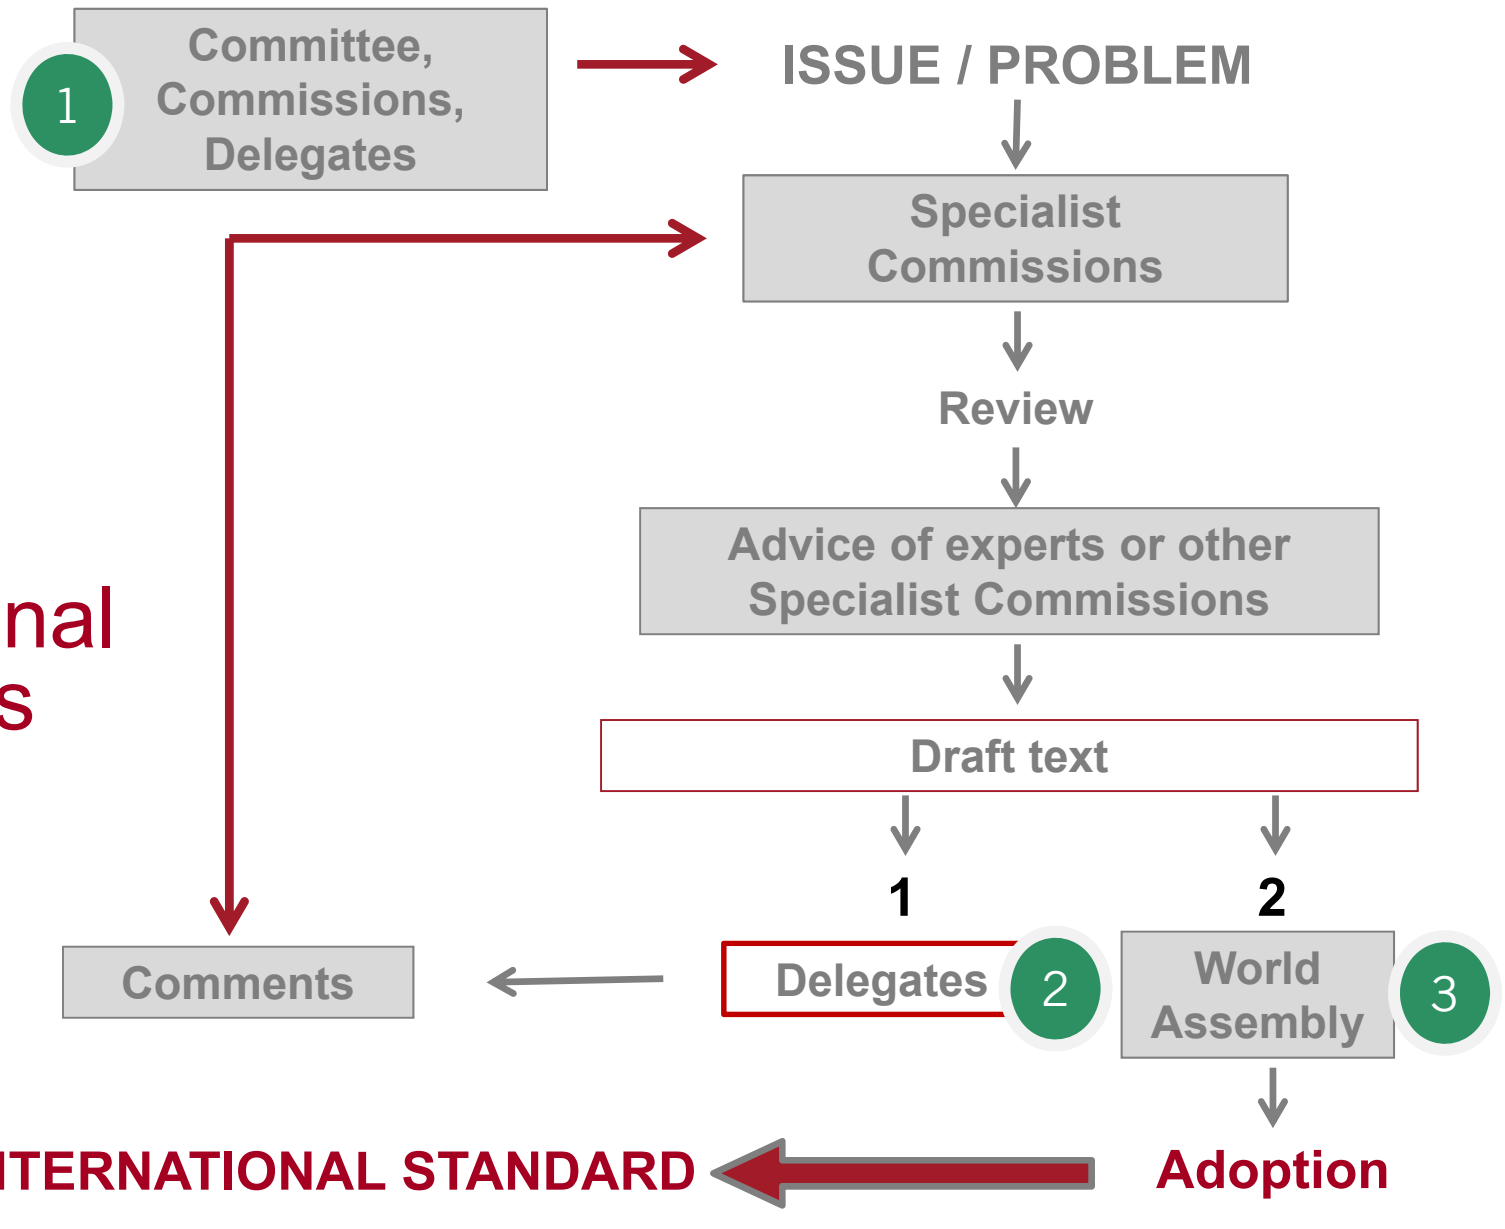 1
Committee,
Commissions,
Delegates
ISSUE / PROBLEM
Specialist
Commissions
Review
Advice of experts or other
Specialist Commissions
nal
s
Draft text
1
2
Comments
Delegates
2
World
Assembly
3
NTERNATIONAL STANDARD
Adoption